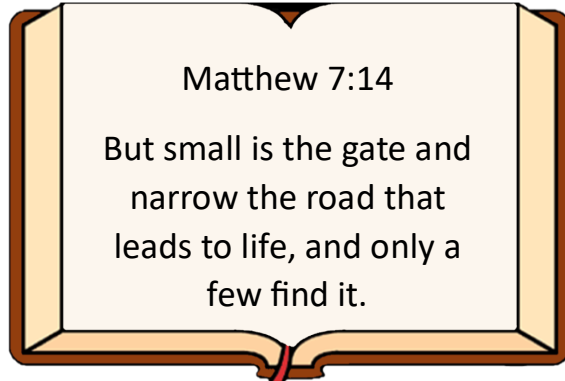 Matthew 7:14
But small is the gate and
narrow the road that
leads to life, and only a
few find it.